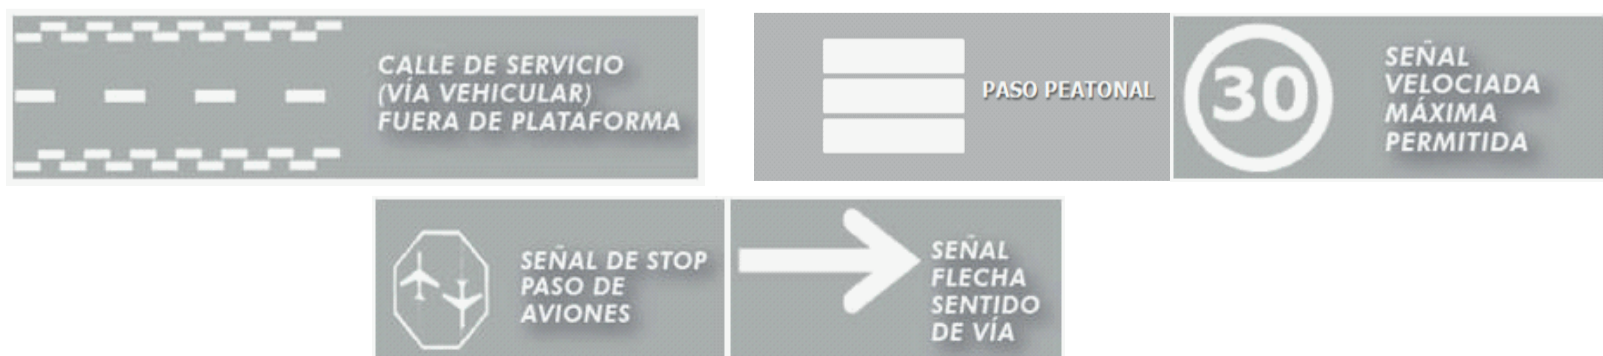 CALLE DE SERVICIO
(VÍA VEHICULAR)
FUERA DE PLATAFORMA
PASO PEATONAL
30
SEÑAL
VELOCIADA
MÁXIMA
PERMITIDA
SEÑAL DE STOP
PASO DE
AVIONES
SEÑAL
FLECHA
SENTIDO
DE VÍA